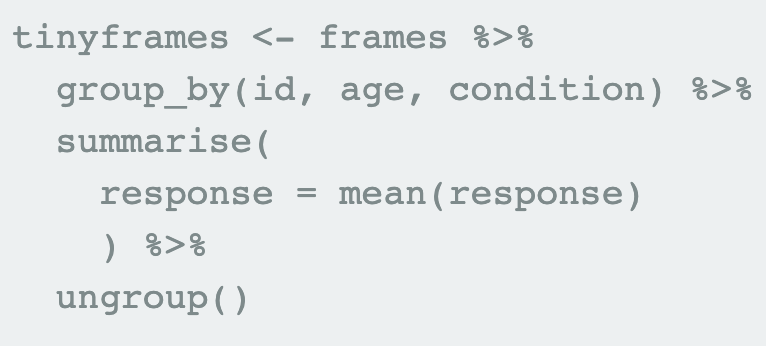 tinyframes <- frames %>%
  group_by(id, age, condition) %>%
  summarise(
    response = mean(response)
    ) %>%
  ungroup()